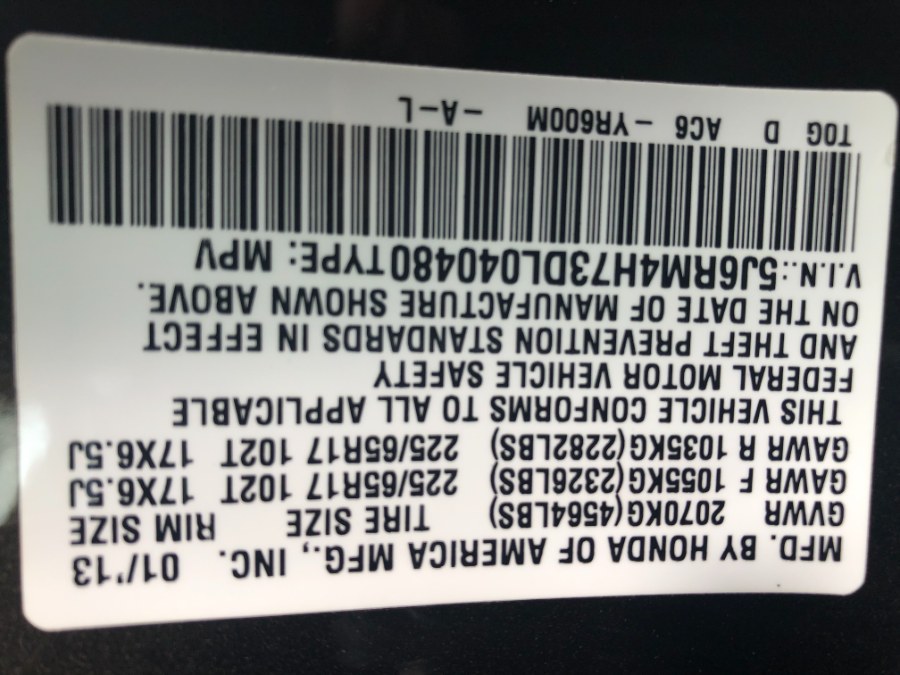 MFD. BY HONDA OF AMERICA MFG., INC. 01/'13
GVWR 2070KG(4564LBS) TIRE SIZE RIM SIZE
GAWR F 1055KG(2326LBS) 225/65R17 102T 17X6.5J
GAWR R 1035KG(2282LBS) 225/65R17 102T 17X6.5J
THIS VEHICLE CONFORMS TO ALL APPLICABLE
FEDERAL MOTOR VEHICLE SAFETY
AND THEFT PREVENTION STANDARDS IN EFFECT
ON THE DATE OF MANUFACTURE SHOWN ABOVE.
V.I.N.:5J6RM4H73DL040480 TYPE: MPV
T0G D AC6 - YR600M -A-L